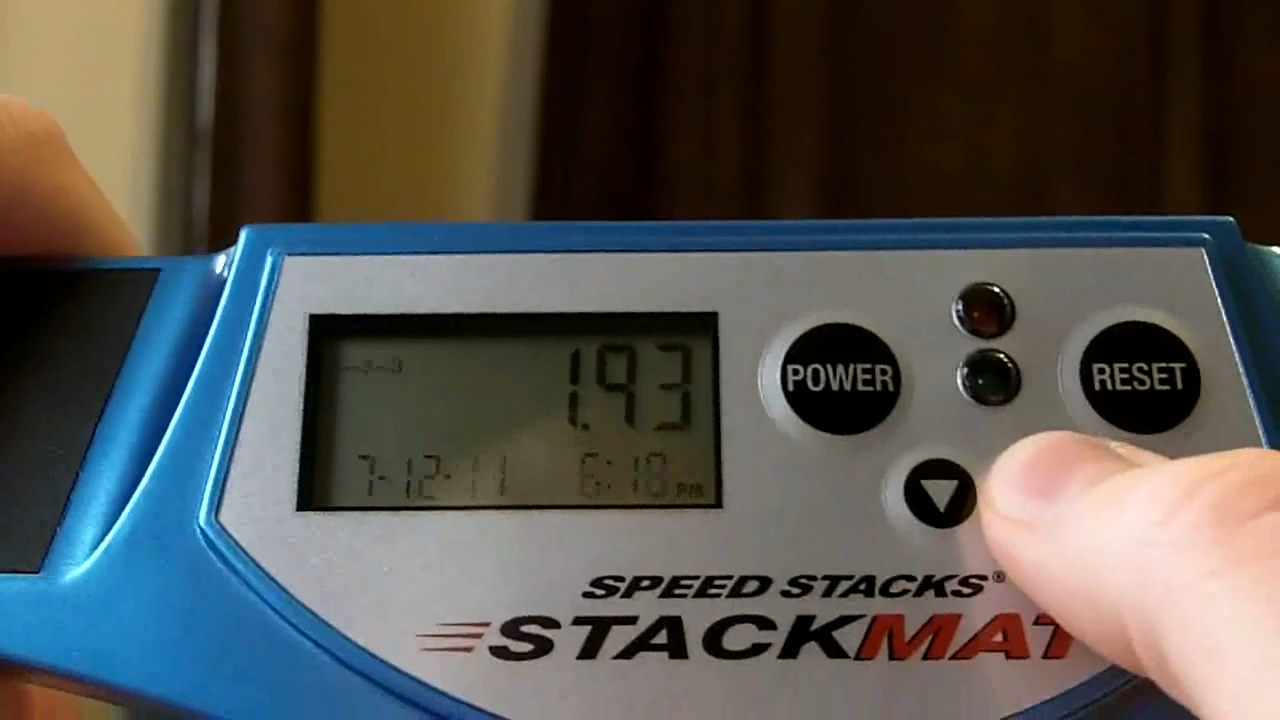 1.93
7-12-11 6:18 PM
POWER
RESET
SPEED STACKS®
STACKMAT